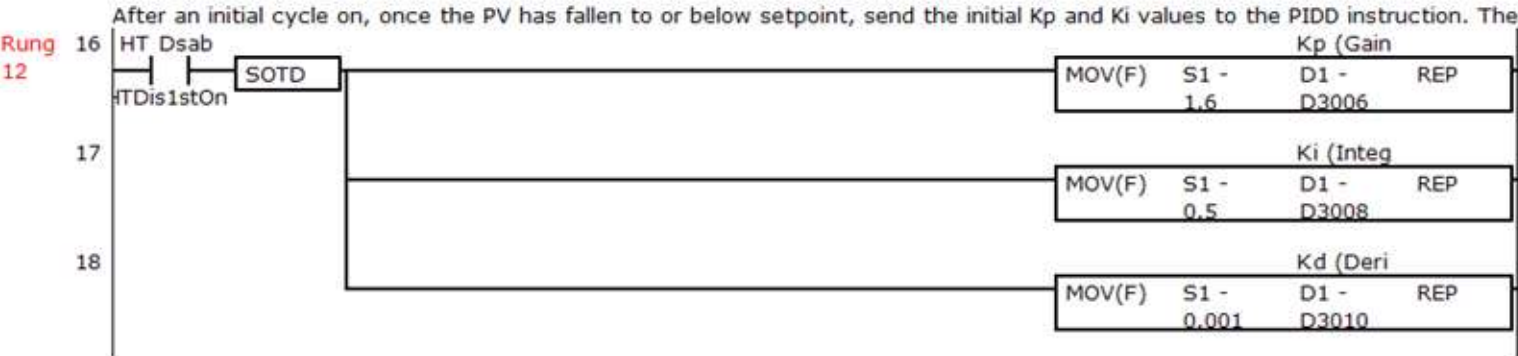 After an initial cycle on, once the PV has fallen to or below setpoint, send the initial Kp and Ki values to the PIDD instruction. The
Rung 16 HT Dsab Kp (Gain
12 SOTD MOV(F) S1 - D1 - REP
HTDis1stOn 1.6 D3006
17 Ki (Integ
MOV(F) S1 - D1 - REP
0.5 D3008
18 Kd (Deri
MOV(F) S1 - D1 - REP
0.001 D3010